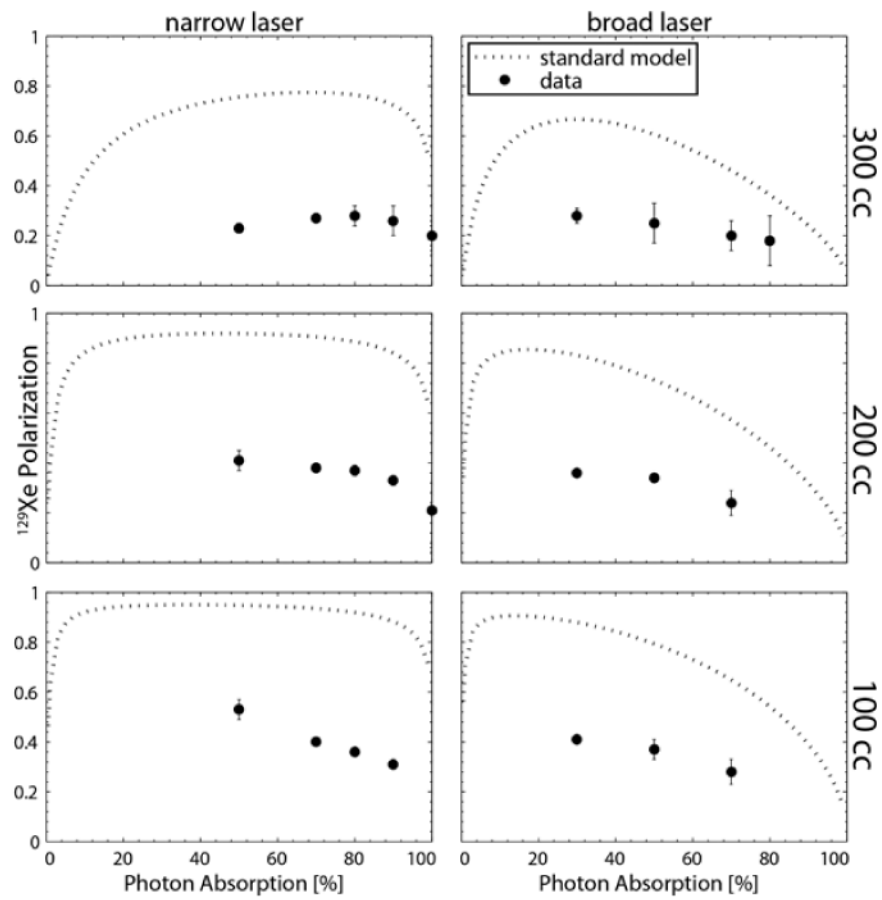 narrow laser
broad laser
1
0.8
0.6
0.4
0.2
0
standard model
data
300 cc
1
0
200 cc
1
0.8
0.6
0.4
0.2
0
100 cc
¹²⁹Xe Polarization
0 20 40 60 80 100
0 20 40 60 80 100
Photon Absorption [%]
Photon Absorption [%]